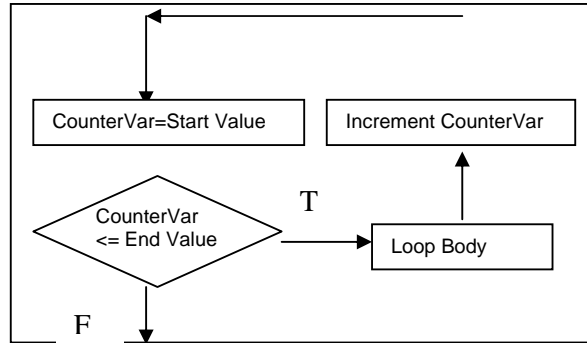 CounterVar=Start Value
Increment CounterVar
CounterVar
<= End Value
T
Loop Body
F